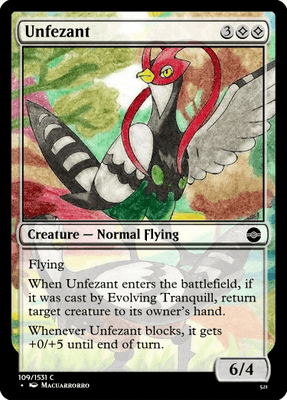 Unfezant 3
Creature — Normal Flying
Flying
When Unfezant enters the battlefield, if
it was cast by Evolving Tranquill, return
target creature to its owner's hand.
Whenever Unfezant blocks, it gets
+0/+5 until end of turn.
6/4
109/1531 C
Macuarrorro